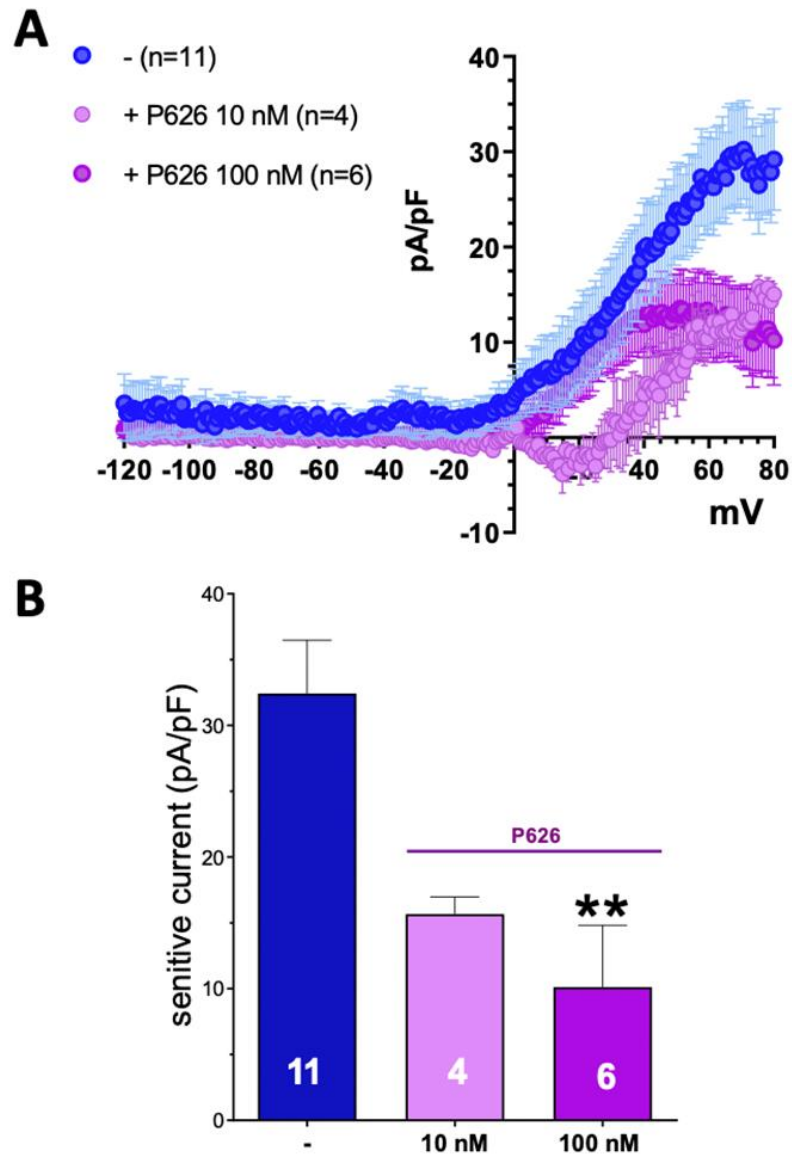 A
- (n=11)
+ P626 10 nM (n=4)
+ P626 100 nM (n=6)
pA/pF
40
30
20
10
-10
-120 -100 -80 -60 -40 -20 20 40 60 80
mV
B
senitive current (pA/pF)
40
30
20
10
0
P626
**
11 4 6
- 10 nM 100 nM